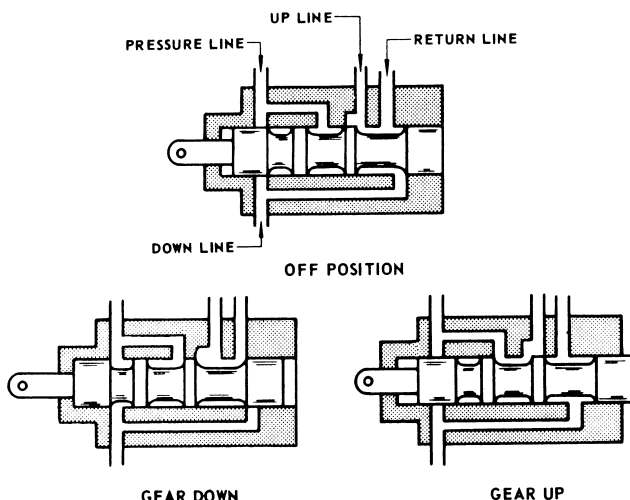 UP LINE
PRESSURE LINE
RETURN LINE
DOWN LINE
OFF POSITION
GEAR DOWN
GEAR UP